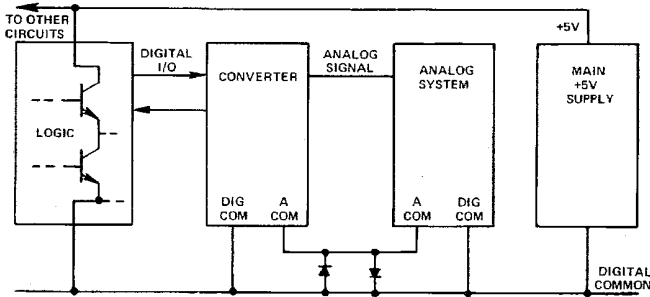 TO OTHER
CIRCUITS
+5V
DIGITAL
I/O
CONVERTER
ANALOG
SIGNAL
ANALOG
SYSTEM
MAIN
+5V
SUPPLY
LOGIC
DIG
COM
A
COM
A
COM
DIG
COM
DIGITAL
COMMON